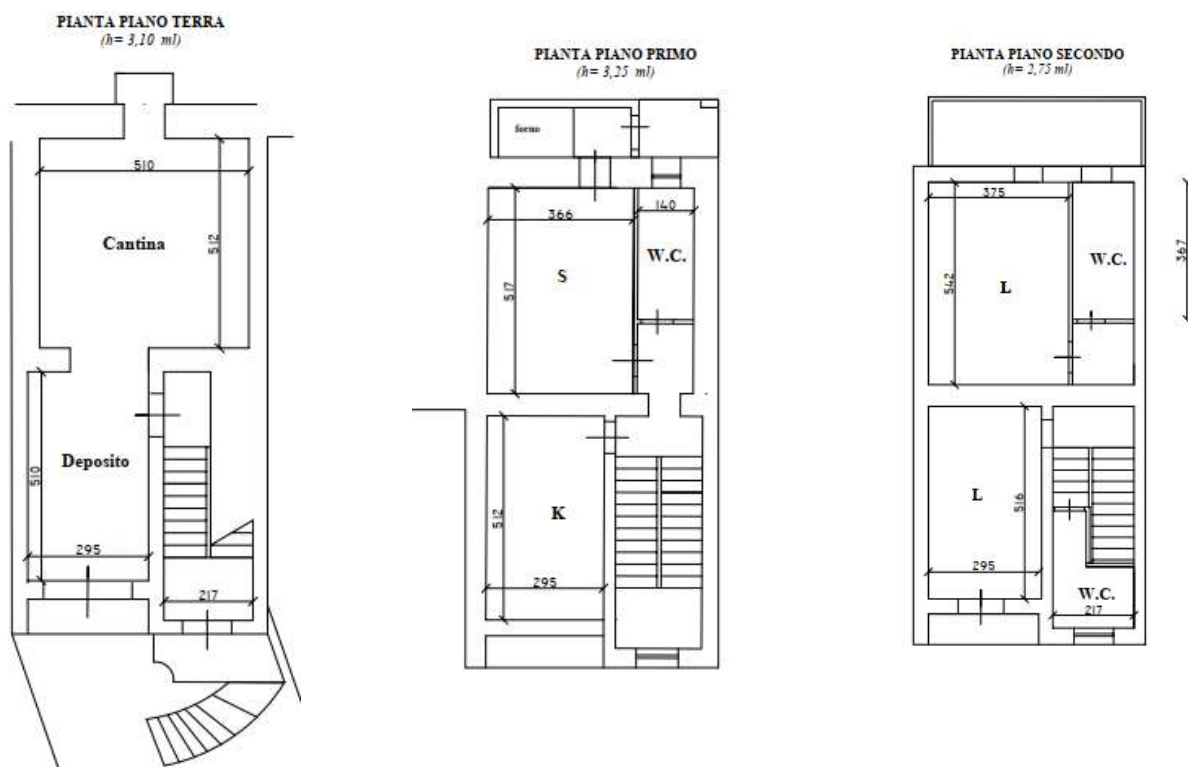 PIANTA PIANO TERRA
(h= 3,10 ml)
510
Cantina
512
Deposito
510
295
217
PIANTA PIANO PRIMO
(h= 3,25 ml)
forno
366
140
W.C.
S
517
K
512
295
PIANTA PIANO SECONDO
(h= 2,75 ml)
375
367
W.C.
L
542
L
516
295
W.C.
217